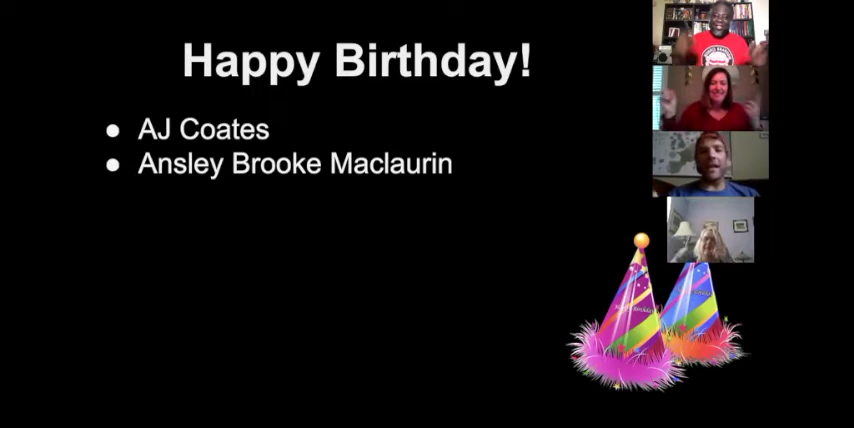 Happy Birthday!
● AJ Coates
● Ansley Brooke Maclaurin